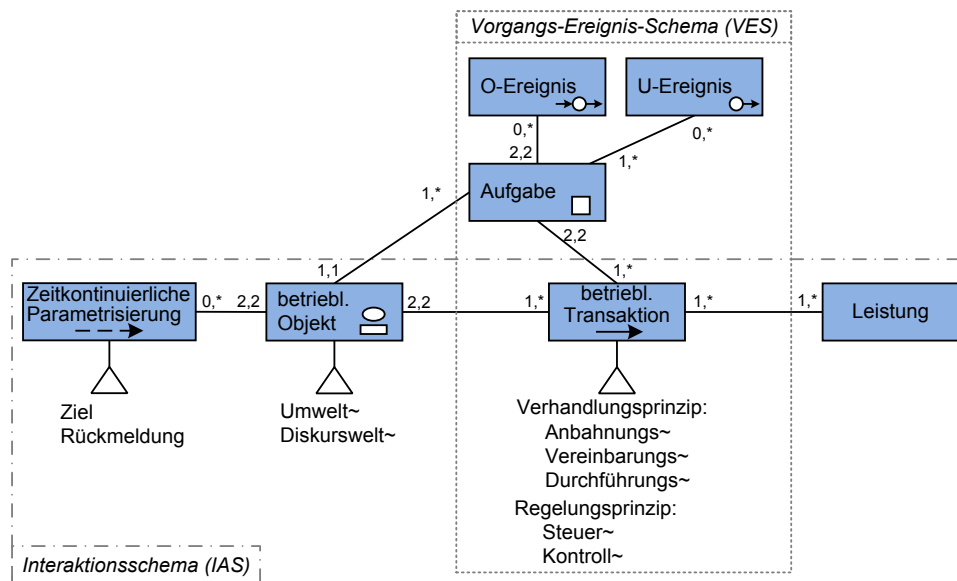 Vorgangs-Ereignis-Schema (VES)
O-Ereignis
U-Ereignis
0,*
0,*
2,2
1,*
Aufgabe
1,*
2,2
1,1
1,*
Zeitkontinuierliche
Parametrisierung
0,*
2,2
betriebl.
Objekt
2,2
1,*
betriebl.
Transaktion
1,*
1,*
Leistung
Ziel
Rückmeldung
Umwelt~
Diskurswelt~
Verhandlungsprinzip:
Anbahnungs~
Vereinbarungs~
Durchführungs~
Regelungsprinzip:
Steuer~
Kontroll~
Interaktionsschema (IAS)